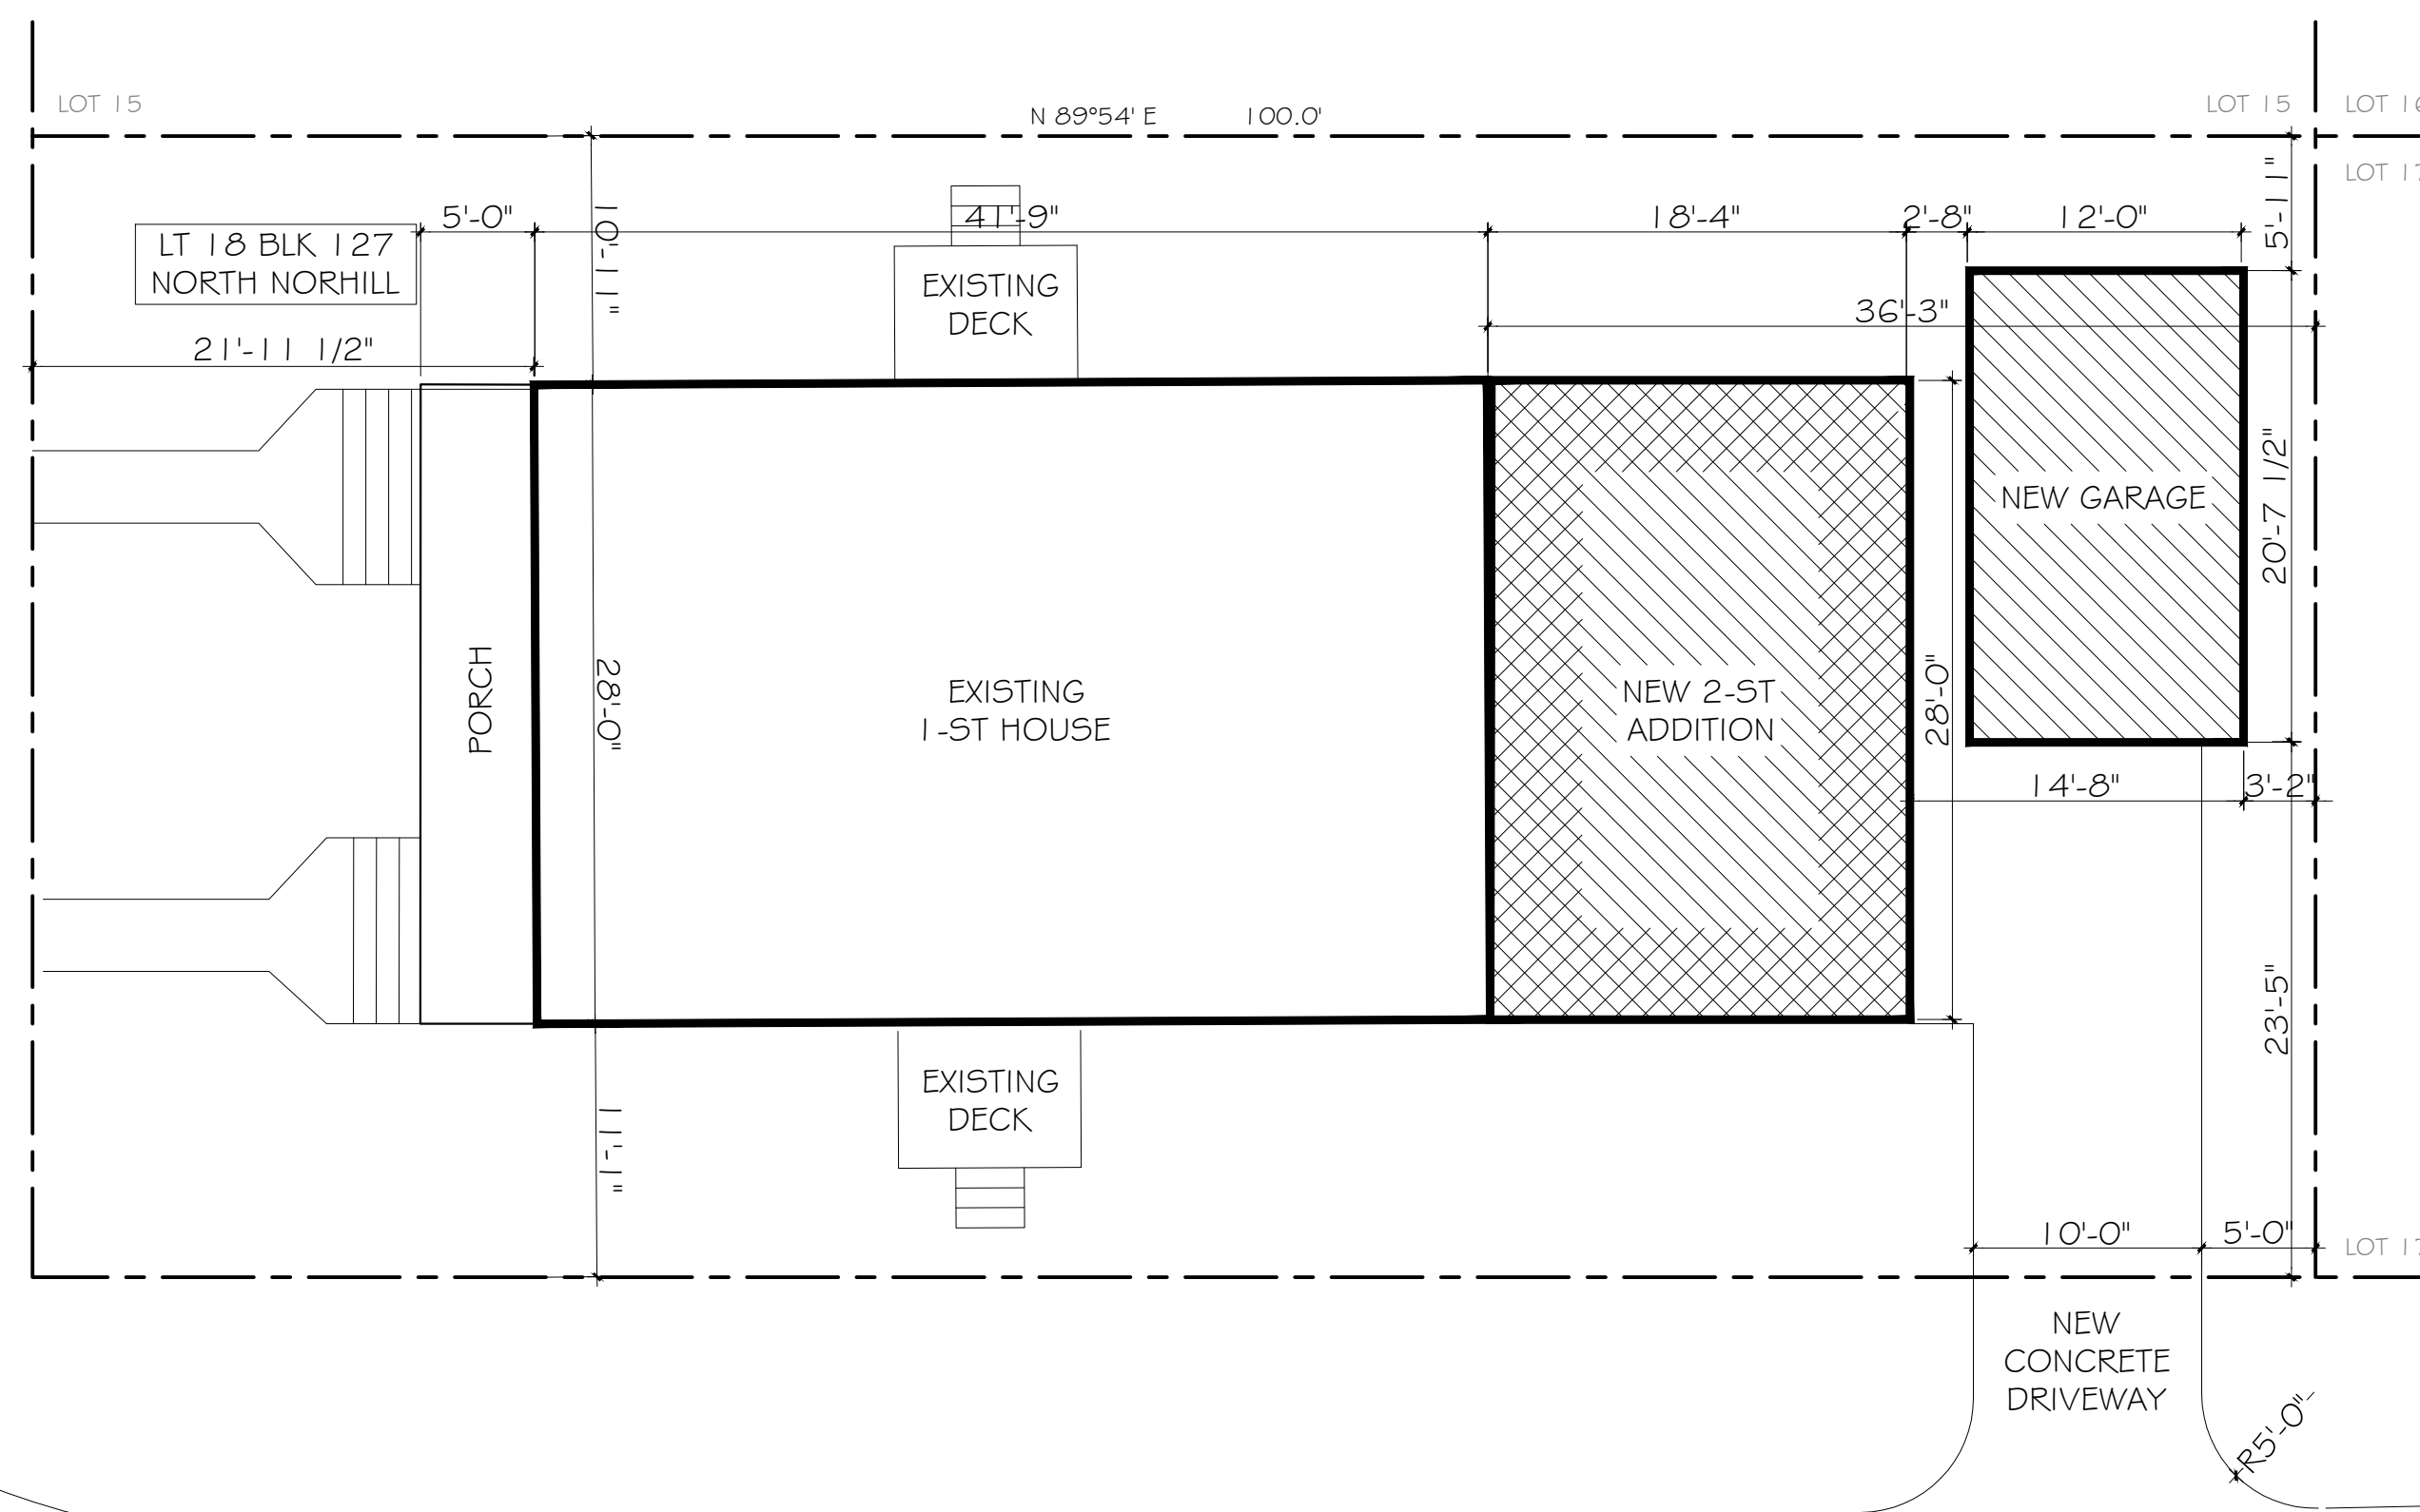 LOT 15
N 89°54' E 100.0'
LOT 15
LOT 16
LOT 17
5'-11"
5'-0"
41'-9"
18'-4"
2'-8"
12'-0"
10'-11"
LT 18 BLK 127
NORTH NORHILL
EXISTING
DECK
36'-3"
21'-11 1/2"
NEW GARAGE
20'-7 1/2"
PORCH
28'-0"
EXISTING
1-ST HOUSE
NEW 2-ST
ADDITION
28'-0"
14'-8"
3'-2"
23'-5"
EXISTING
DECK
11'-1"
10'-0"
5'-0"
LOT 17
NEW
CONCRETE
DRIVEWAY
R5'-0"